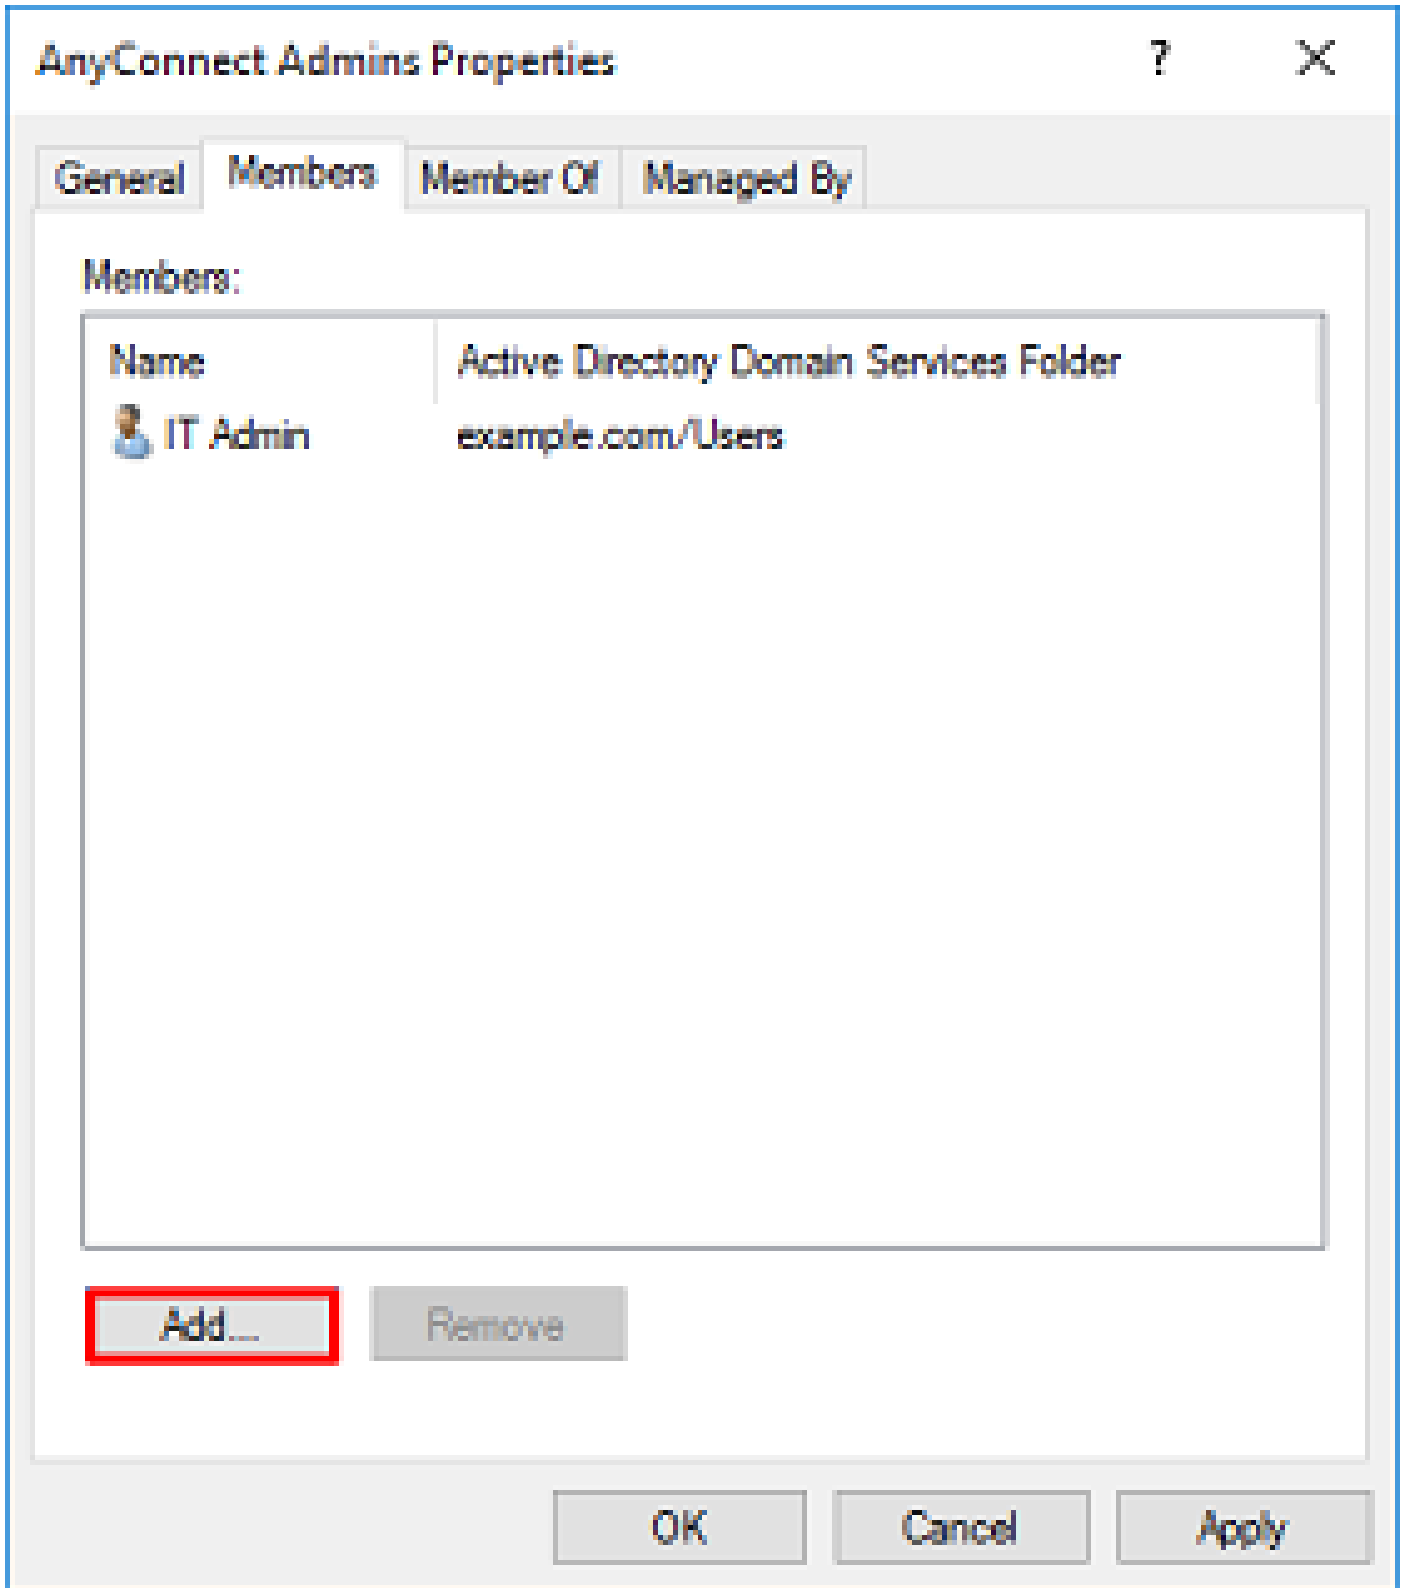 AnyConnect Admins Properties ?
General Members Member Of Managed By
Members:
Name Active Directory Domain Services Folder
IT Admin example.com/Users
Add... Remove
OK Cancel Apply